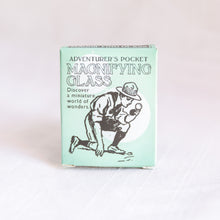 ADVENTURER'S POCKET
MAGNIFYING
GLASS
Discover
a miniature
world of
wonders.